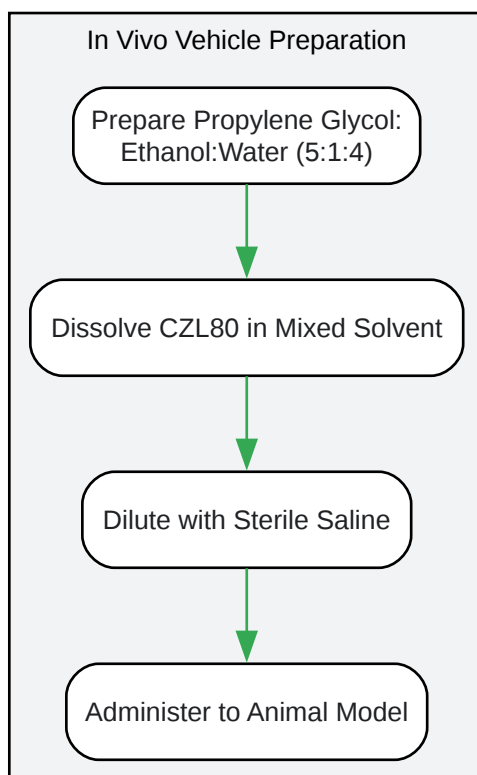 In Vivo Vehicle Preparation
Prepare Propylene Glycol:
Ethanol:Water (5:1:4)
Dissolve CZL80 in Mixed Solvent
Dilute with Sterile Saline
Administer to Animal Model